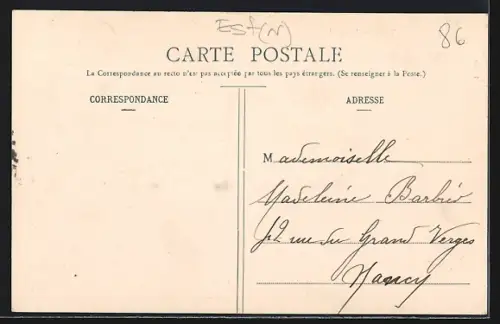 86
CARTE POSTALE
La Correspondance au recto n'est pas acceptée par tous les pays étrangers. (Se renseigner à la Poste.)
CORRESPONDANCE
ADRESSE
Mademoiselle
Madeleine Barbier
rue du Grand Verger
Nancy